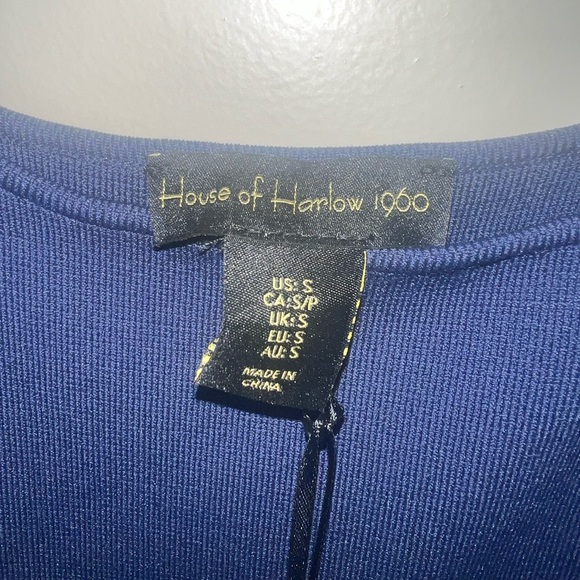 House of Harlow 1960
US: S
CA:S/P
UK:S
EU: S
AU: S
MADE IN
CHINA